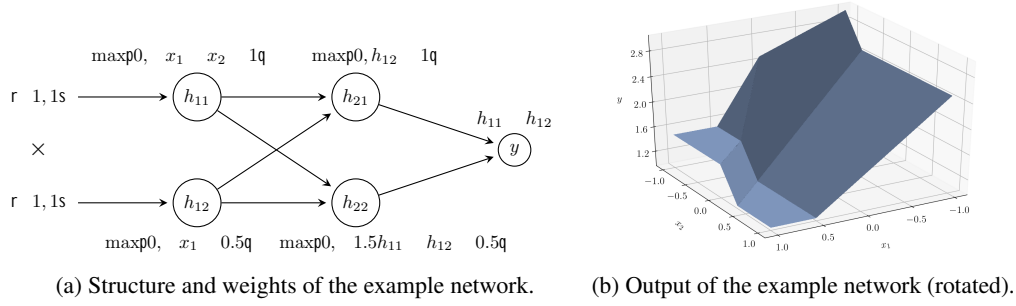 max𝗉0, x₁ x₂ 1𝗊 max𝗉0, h₁₂ 1𝗊
𝗋 1, 1𝗌 h₁₁ h₂₁
h₁₁ h₁₂
× y
𝗋 1, 1𝗌 h₁₂ h₂₂
max𝗉0, x₁ 0.5𝗊 max𝗉0, 1.5h₁₁ h₁₂ 0.5𝗊
(a) Structure and weights of the example network.
2.8
2.4
2.0
1.6
1.2
y
−1.0
−0.5
0.0
0.5
1.0
x₂
1.0
0.5
0.0
−0.5
−1.0
x₁
(b) Output of the example network (rotated).